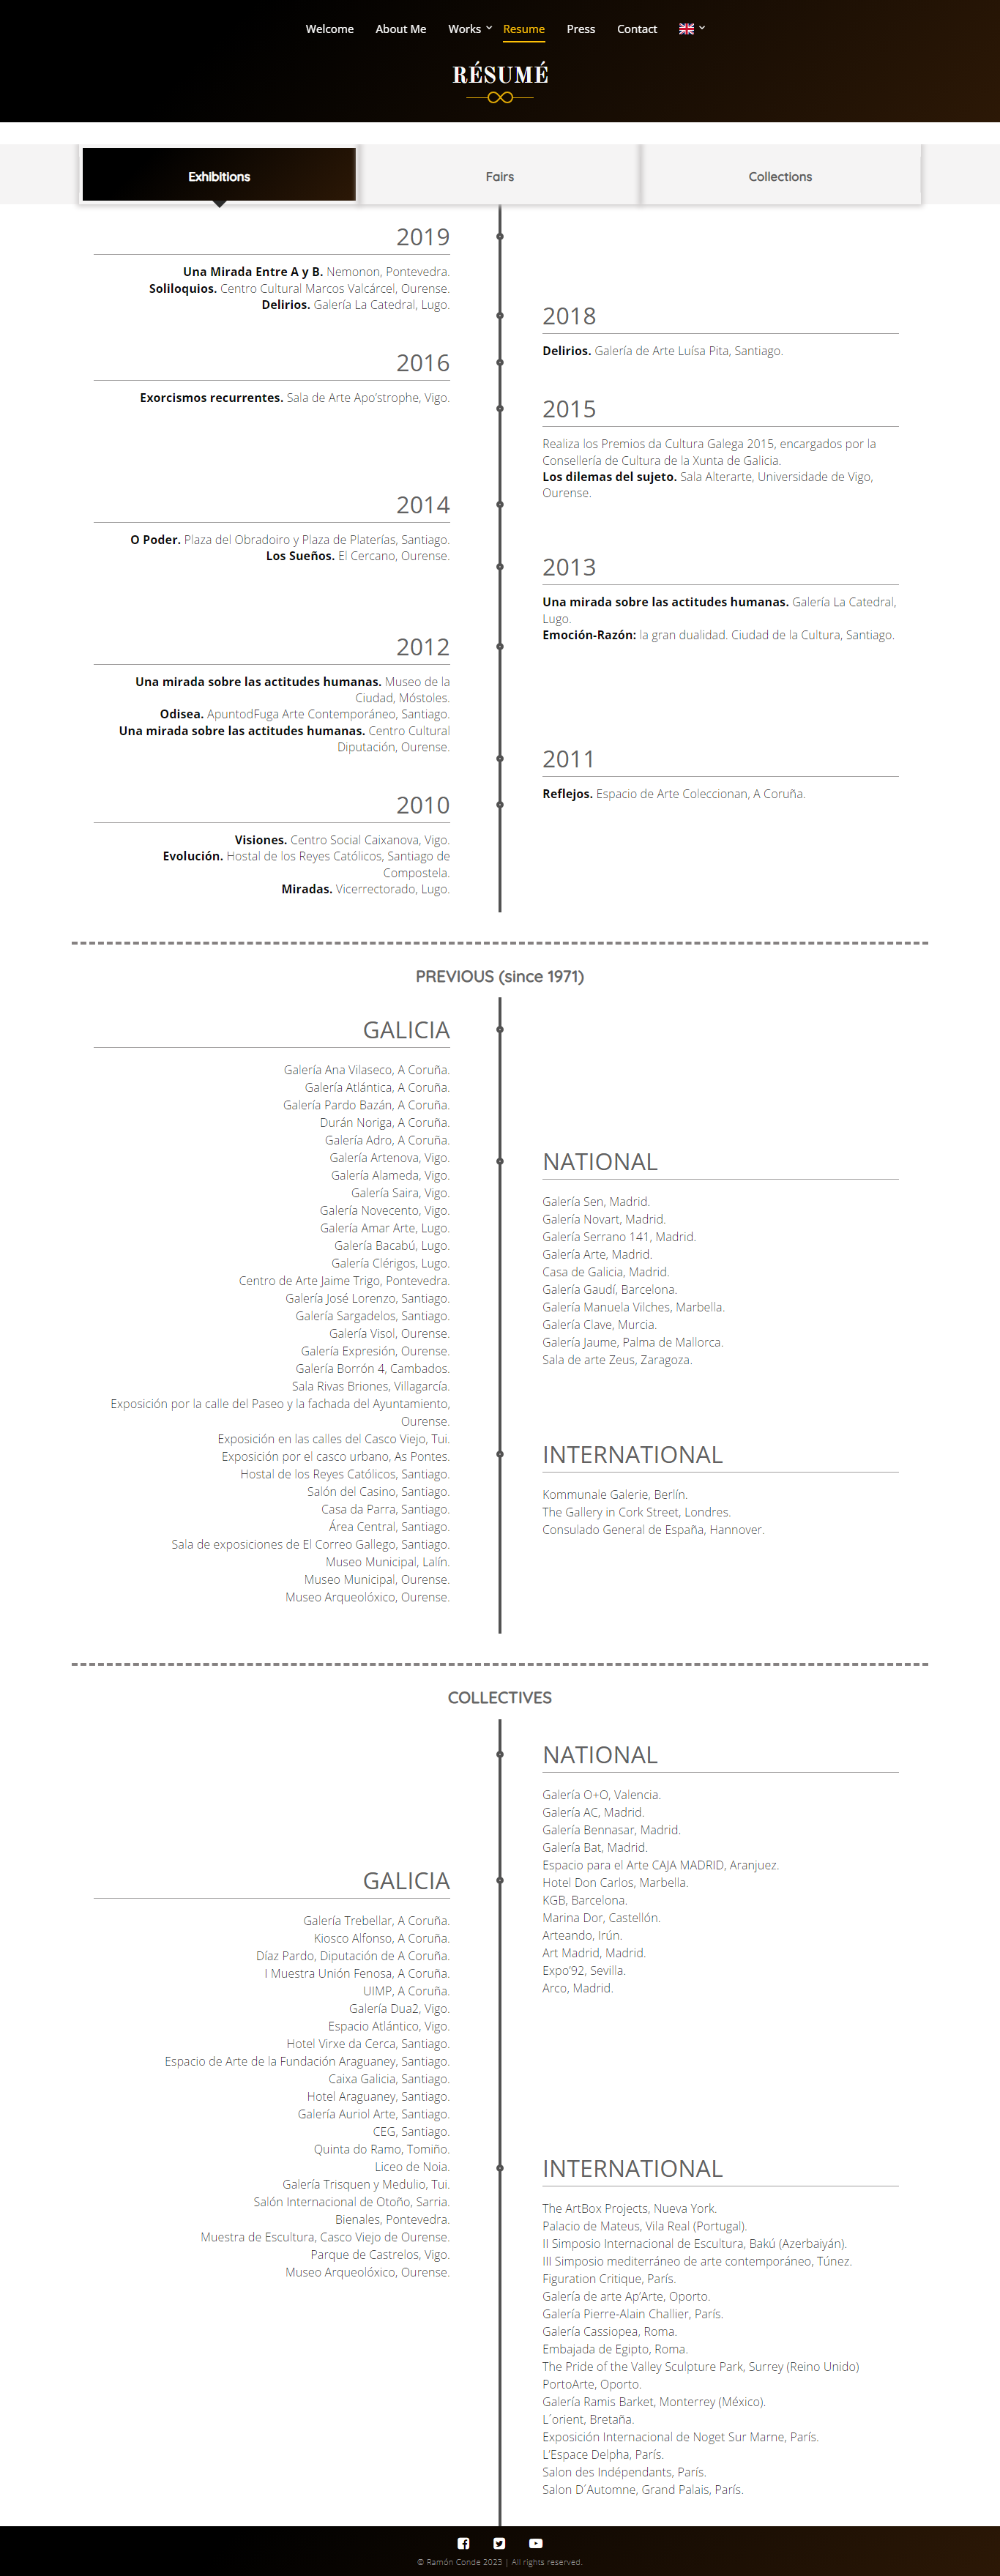 Welcome About Me Works Resume Press Contact
RÉSUMÉ
Exhibitions Fairs Collections
2019
Una Mirada Entre A y B. Nemonon, Pontevedra.
Soliloquios. Centro Cultural Marcos Valcárcel, Ourense.
Delirios. Galería La Catedral, Lugo.
2018
Delirios. Galería de Arte Luísa Pita, Santiago.
2016
Exorcismos recurrentes. Sala de Arte Apo’strophe, Vigo.
2015
Realiza los Premios da Cultura Galega 2015, encargados por la
Consellería de Cultura de la Xunta de Galicia.
Los dilemas del sujeto. Sala Alterarte, Universidade de Vigo,
Ourense.
2014
O Poder. Plaza del Obradoiro y Plaza de Platerías, Santiago.
Los Sueños. El Cercano, Ourense.
2013
Una mirada sobre las actitudes humanas. Galería La Catedral,
Lugo.
Emoción-Razón: la gran dualidad. Ciudad de la Cultura, Santiago.
2012
Una mirada sobre las actitudes humanas. Museo de la
Ciudad, Móstoles.
Odisea. ApuntodFuga Arte Contemporáneo, Santiago.
Una mirada sobre las actitudes humanas. Centro Cultural
Diputación, Ourense.
2011
Reflejos. Espacio de Arte Coleccionan, A Coruña.
2010
Visiones. Centro Social Caixanova, Vigo.
Evolución. Hostal de los Reyes Católicos, Santiago de
Compostela.
Miradas. Vicerrectorado, Lugo.
PREVIOUS (since 1971)
GALICIA
Galería Ana Vilaseco, A Coruña.
Galería Atlántica, A Coruña.
Galería Pardo Bazán, A Coruña.
Durán Noriga, A Coruña.
Galería Adro, A Coruña.
Galería Artenova, Vigo.
Galería Alameda, Vigo.
Galería Saira, Vigo.
Galería Novecento, Vigo.
Galería Amar Arte, Lugo.
Galería Bacabú, Lugo.
Galería Clérigos, Lugo.
Centro de Arte Jaime Trigo, Pontevedra.
Galería José Lorenzo, Santiago.
Galería Sargadelos, Santiago.
Galería Visol, Ourense.
Galería Expresión, Ourense.
Galería Borrón 4, Cambados.
Sala Rivas Briones, Villagarcía.
Exposición por la calle del Paseo y la fachada del Ayuntamiento,
Ourense.
Exposición en las calles del Casco Viejo, Tui.
Exposición por el casco urbano, As Pontes.
Hostal de los Reyes Católicos, Santiago.
Salón del Casino, Santiago.
Casa da Parra, Santiago.
Área Central, Santiago.
Sala de exposiciones de El Correo Gallego, Santiago.
Museo Municipal, Lalín.
Museo Municipal, Ourense.
Museo Arqueolóxico, Ourense.
NATIONAL
Galería Sen, Madrid.
Galería Novart, Madrid.
Galería Serrano 141, Madrid.
Galería Arte, Madrid.
Casa de Galicia, Madrid.
Galería Gaudí, Barcelona.
Galería Manuela Vilches, Marbella.
Galería Clave, Murcia.
Galería Jaume, Palma de Mallorca.
Sala de arte Zeus, Zaragoza.
INTERNATIONAL
Kommunale Galerie, Berlín.
The Gallery in Cork Street, Londres.
Consulado General de España, Hannover.
COLLECTIVES
NATIONAL
Galería O+O, Valencia.
Galería AC, Madrid.
Galería Bennasar, Madrid.
Galería Bat, Madrid.
Espacio para el Arte CAJA MADRID, Aranjuez.
Hotel Don Carlos, Marbella.
KGB, Barcelona.
Marina Dor, Castellón.
Arteando, Irún.
Art Madrid, Madrid.
Expo’92, Sevilla.
Arco, Madrid.
GALICIA
Galería Trebellar, A Coruña.
Kiosco Alfonso, A Coruña.
Díaz Pardo, Diputación de A Coruña.
I Muestra Unión Fenosa, A Coruña.
UIMP, A Coruña.
Galería Dua2, Vigo.
Espacio Atlántico, Vigo.
Hotel Virxe da Cerca, Santiago.
Espacio de Arte de la Fundación Araguaney, Santiago.
Caixa Galicia, Santiago.
Hotel Araguaney, Santiago.
Galería Auriol Arte, Santiago.
CEG, Santiago.
Quinta do Ramo, Tomiño.
Liceo de Noia.
Galería Trisquen y Medulio, Tui.
Salón Internacional de Otoño, Sarria.
Bienales, Pontevedra.
Muestra de Escultura, Casco Viejo de Ourense.
Parque de Castrelos, Vigo.
Museo Arqueolóxico, Ourense.
INTERNATIONAL
The ArtBox Projects, Nueva York.
Palacio de Mateus, Vila Real (Portugal).
II Simposio Internacional de Escultura, Bakú (Azerbaiyán).
III Simposio mediterráneo de arte contemporáneo, Túnez.
Figuration Critique, París.
Galería de arte Ap’Arte, Oporto.
Galería Pierre-Alain Challier, París.
Galería Cassiopea, Roma.
Embajada de Egipto, Roma.
The Pride of the Valley Sculpture Park, Surrey (Reino Unido)
PortoArte, Oporto.
Galería Ramis Barket, Monterrey (México).
L´orient, Bretaña.
Exposición Internacional de Noget Sur Marne, París.
L’Espace Delpha, París.
Salon des Indépendants, París.
Salon D´Automne, Grand Palais, París.
© Ramón Conde 2023 | All rights reserved.